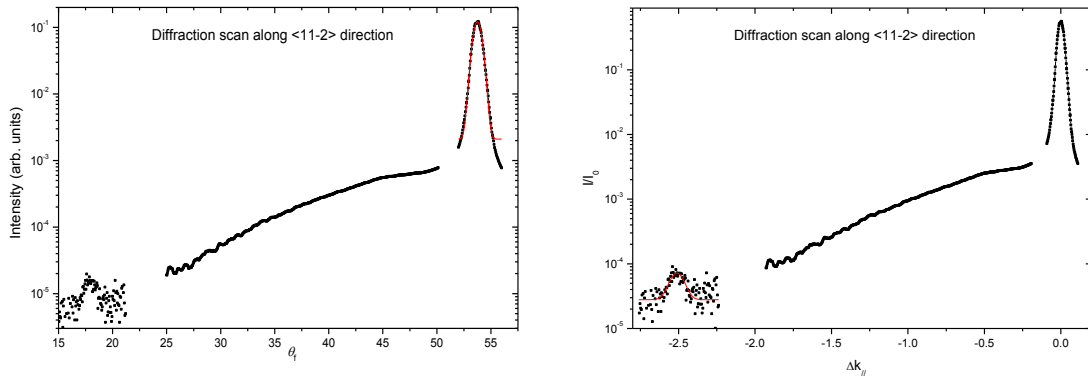 Diffraction scan along <11-2> direction
Intensity (arb. units)
10⁻¹
10⁻²
10⁻³
10⁻⁴
10⁻⁵
15 20 25 30 35 40 45 50 55
θf
Diffraction scan along <11-2> direction
I/I₀
10⁻¹
10⁻²
10⁻³
10⁻⁴
10⁻⁵
-2.5 -2.0 -1.5 -1.0 -0.5 0.0
Δk//